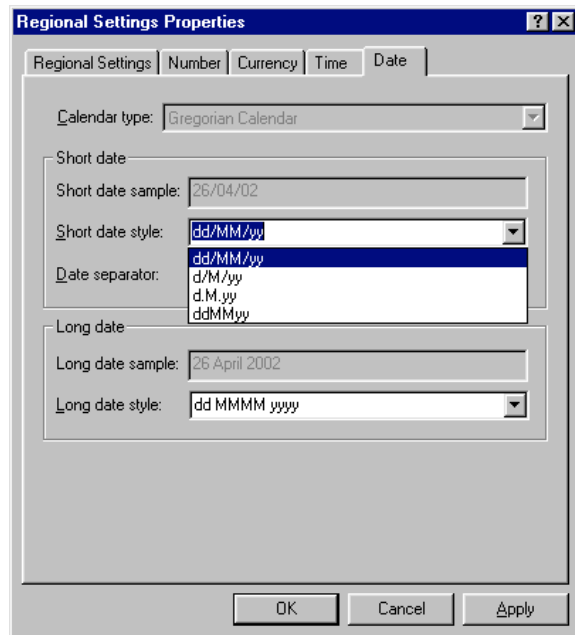 Regional Settings Properties
Regional Settings Number Currency Time Date
Calendar type: Gregorian Calendar
Short date
Short date sample: 26/04/02
Short date style: dd/MM/yy
dd/MM/yy
Date separator:
d/M/yy
d.M.yy
ddMMyy
Long date
Long date sample: 26 April 2002
Long date style: dd MMMM yyyy
OK Cancel Apply